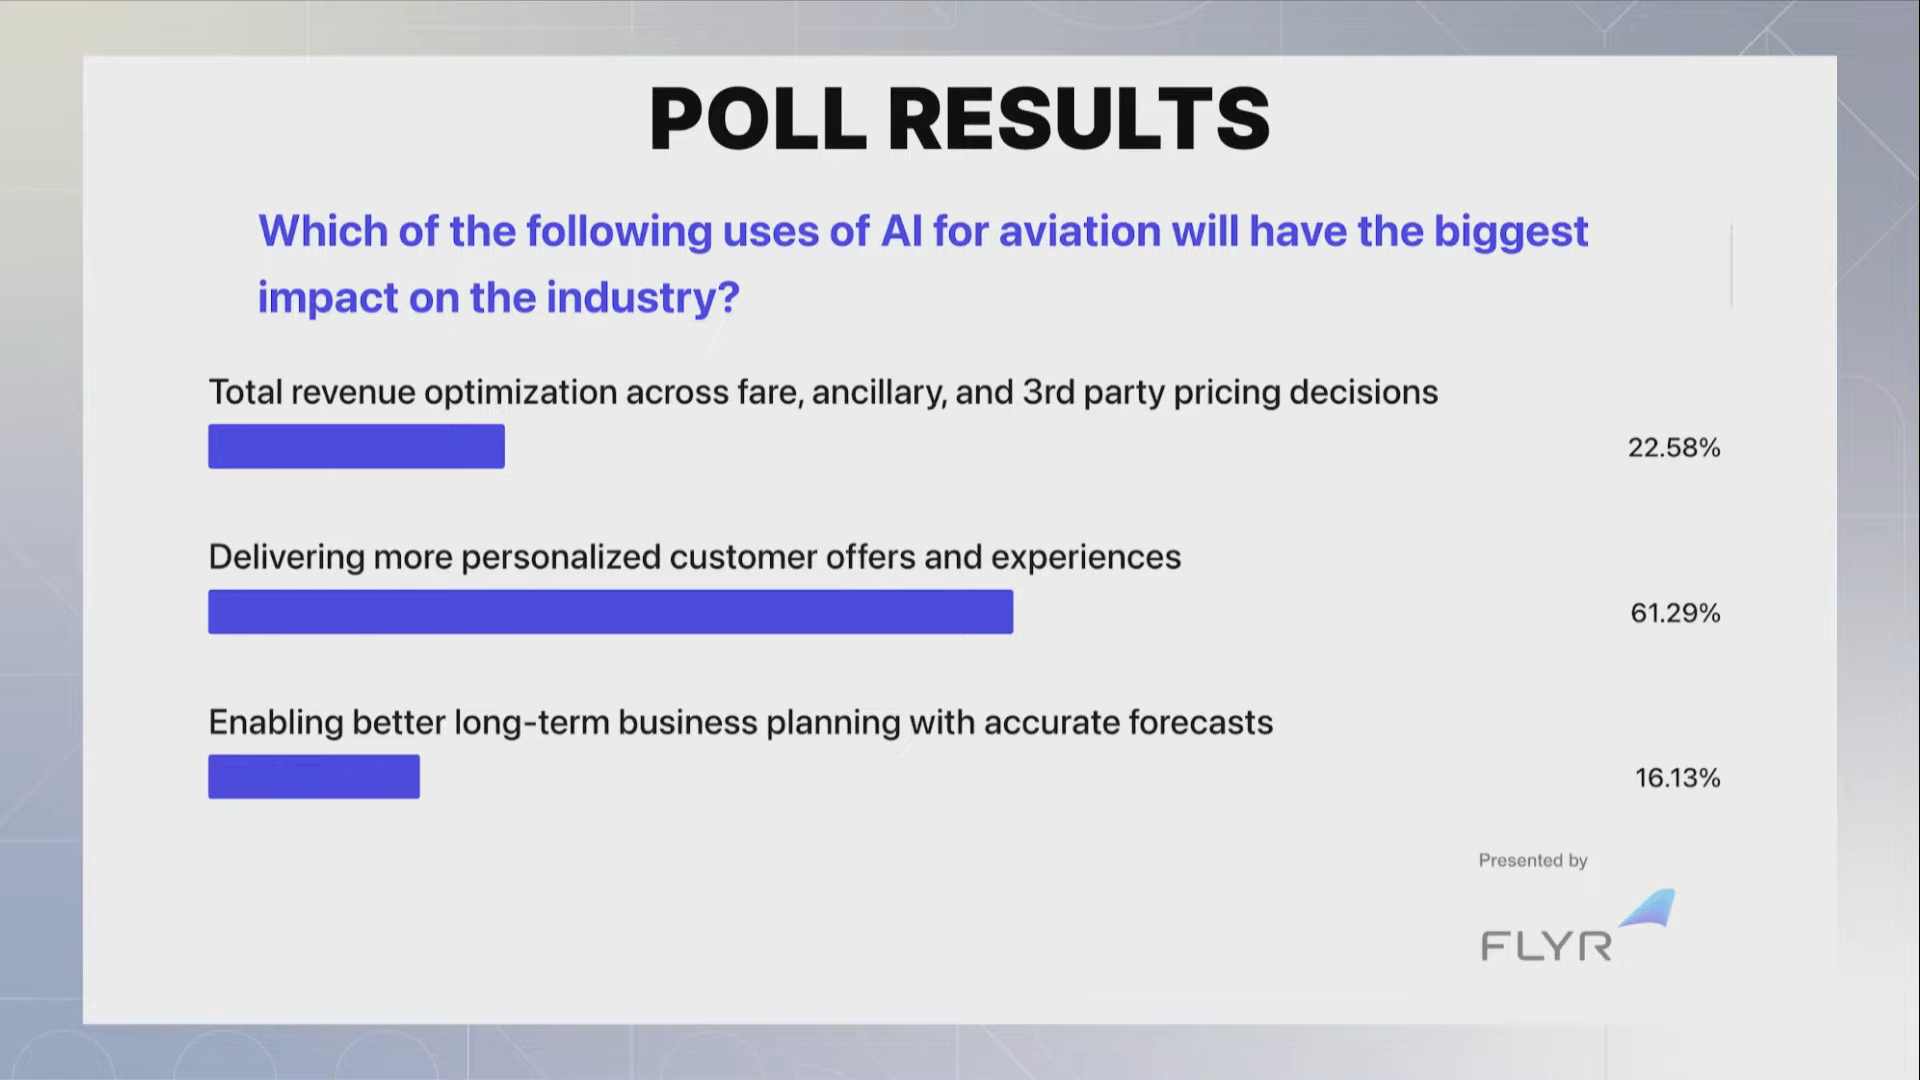 POLL RESULTS
Which of the following uses of AI for aviation will have the biggest
impact on the industry?
Total revenue optimization across fare, ancillary, and 3rd party pricing decisions
22.58%
Delivering more personalized customer offers and experiences
61.29%
Enabling better long-term business planning with accurate forecasts
16.13%
Presented by
FLYR